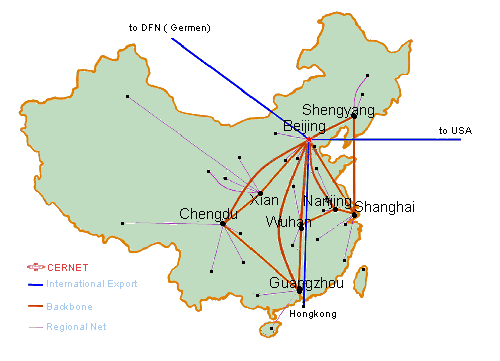 to DFN ( Germen)
Shengyang
Beijing
to USA
Xian
Nanjing
Chengdu
Shanghai
Wuhan
CERNET
International Export
Guangzhou
Backbone
Hongkong
Regional Net